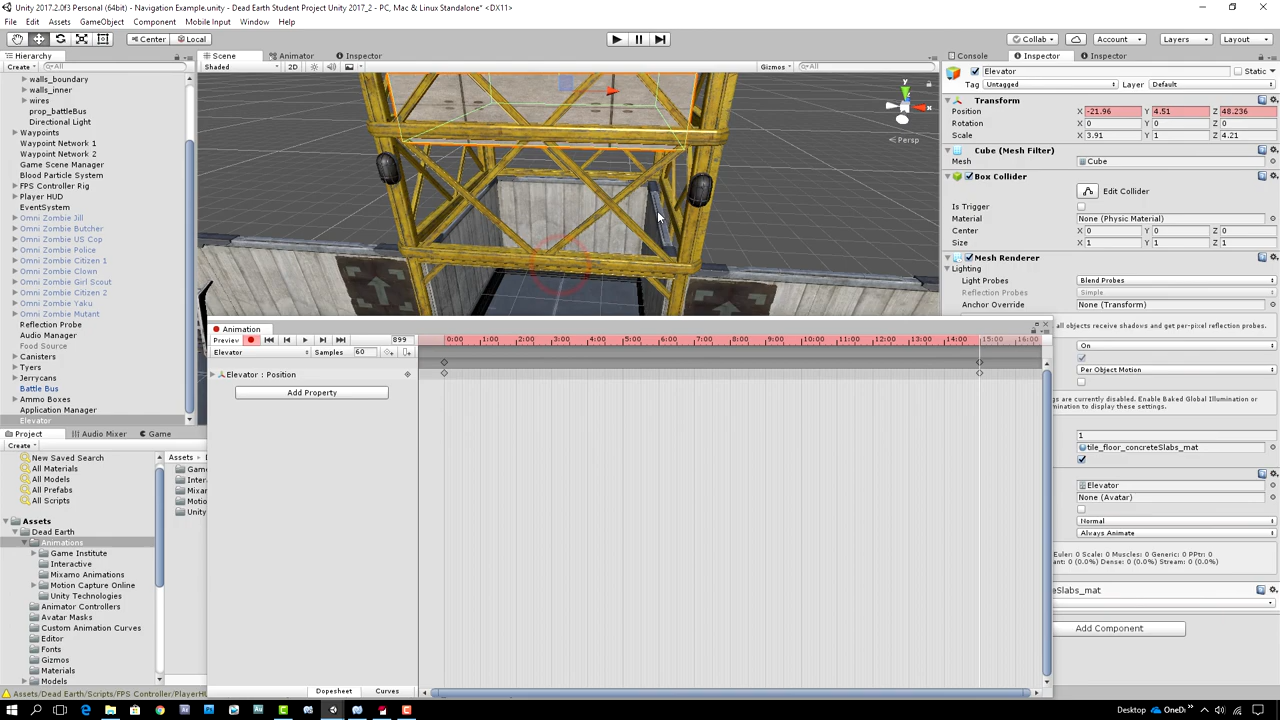 Unity 2017.2.0f3 Personal (64bit) - Navigation Example.unity - Dead Earth Student Project Unity 2017_2 - PC, Mac & Linux Standalone* <DX11>
File Edit Assets GameObject Component Mobile Input Window Help
Center Local Collab Account Layers Layout
Hierarchy Scene Animator Inspector Console Inspector Inspector
Create All Shaded 2D Gizmos All
walls_boundary
walls_inner
wires
prop_battleBus
Directional Light
Waypoints
Waypoint Network 1
Waypoint Network 2
Game Scene Manager
Blood Particle System
FPS Controller Rig
Player HUD
EventSystem
Omni Zombie Jill
Omni Zombie Butcher
Omni Zombie US Cop
Omni Zombie Police
Omni Zombie Citizen 1
Omni Zombie Clown
Omni Zombie Girl Scout
Omni Zombie Citizen 2
Omni Zombie Yaku
Omni Zombie Mutant
Reflection Probe
Audio Manager
Food Source
Canisters
Tyers
Jerrycans
Battle Bus
Ammo Boxes
Application Manager
Elevator
y
x
z
Persp
Elevator Static
Tag Untagged Layer Default
Transform
Position X -21.96 Y 4.51 Z 48.236
Rotation X 0 Y 0 Z 0
Scale X 3.91 Y 1 Z 4.21
Cube (Mesh Filter)
Mesh Cube
Box Collider
Edit Collider
Is Trigger
Material None (Physic Material)
Center X 0 Y 0 Z 0
Size X 1 Y 1 Z 1
Mesh Renderer
Lighting
Light Probes Blend Probes
Reflection Probes Simple
Anchor Override None (Transform)
all objects receive shadows and get per-pixel reflection probes.
On
Per Object Motion
gs are currently disabled. Enable Baked Global Illumination or
mination to display these settings.
1
tile_floor_concreteSlabs_mat
Elevator
None (Avatar)
Normal
Always Animate
Euler: 0 Scale: 0 Muscles: 0 Generic: 0 PPtr: 0
ant: 0 (0.0%) Dense: 0 (0.0%) Stream: 0 (0.0%)
eSlabs_mat
Add Component
Animation
Preview 899
0:00 1:00 2:00 3:00 4:00 5:00 6:00 7:00 8:00 9:00 10:00 11:00 12:00 13:00 14:00 15:00 16:00
Elevator Samples 60
Elevator : Position
Add Property
Dopesheet Curves
Project Audio Mixer Game
Create
New Saved Search
All Materials
All Models
All Prefabs
All Scripts
Assets
Dead Earth
Animations
Game Institute
Interactive
Mixamo Animations
Motion Capture Online
Unity Technologies
Animator Controllers
Avatar Masks
Custom Animation Curves
Editor
Fonts
Gizmos
Materials
Models
Assets
Gam
Inter
Mixa
Motio
Unity
Assets/Dead Earth/Scripts/FPS Controller/PlayerH
Desktop OneDr